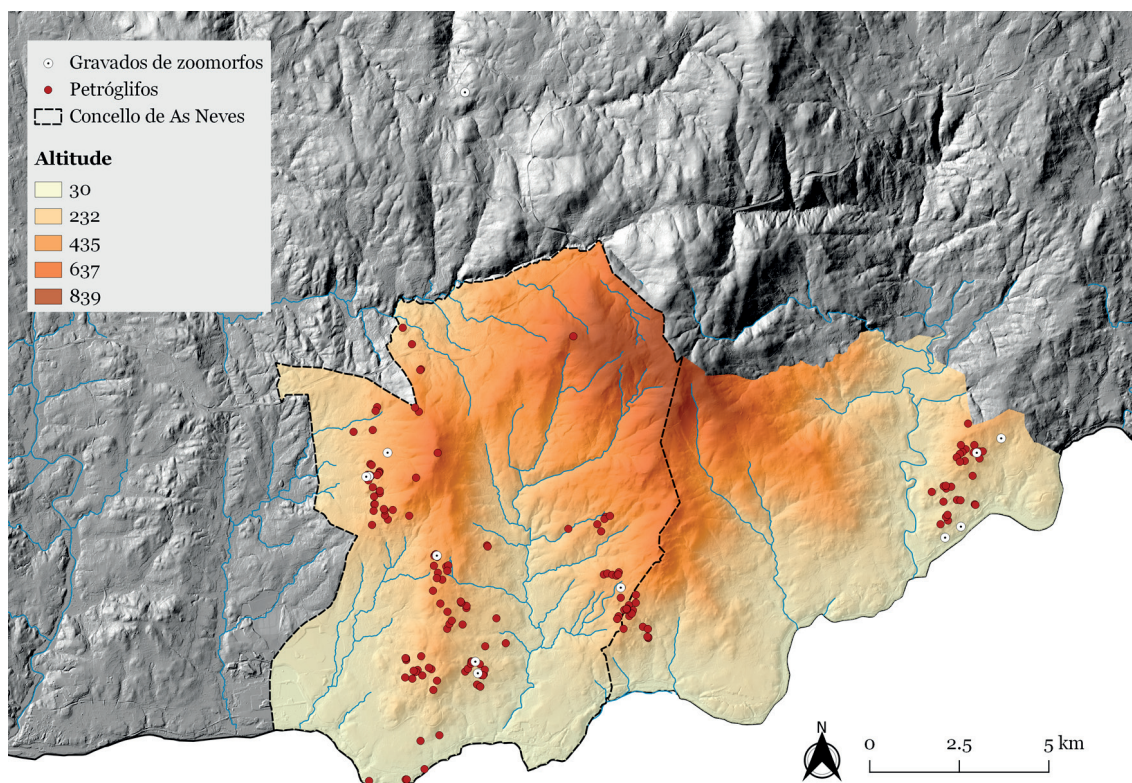 Gravados de zoomorfos
Petróglifos
Concello de As Neves
Altitude
30
232
435
637
839
N
0 2.5 5 km